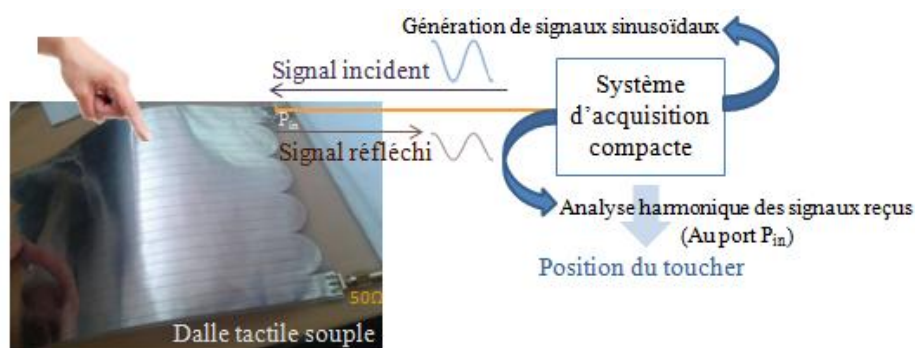 Génération de signaux sinusoïdaux
Signal incident
Système
d'acquisition
compacte
Pin
Signal réfléchi
Analyse harmonique des signaux reçus
(Au port Pin)
Position du toucher
50Ω
Dalle tactile souple